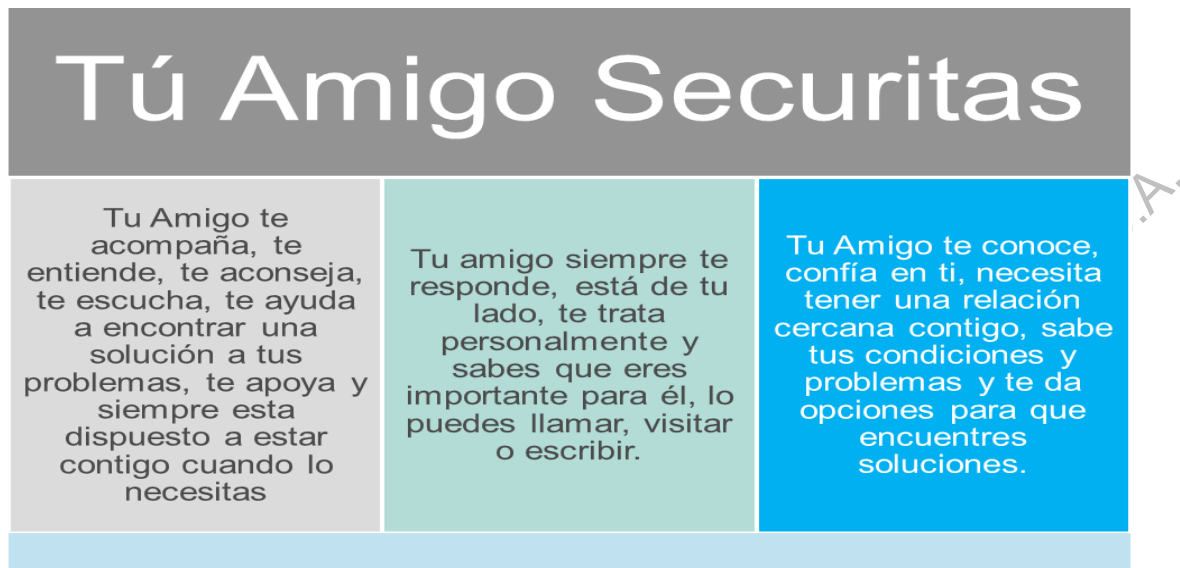 Tú Amigo Securitas
Tu Amigo te
acompaña, te
entiende, te aconseja,
te escucha, te ayuda
a encontrar una
solución a tus
problemas, te apoya y
siempre esta
dispuesto a estar
contigo cuando lo
necesitas
Tu amigo siempre te
responde, está de tu
lado, te trata
personalmente y
sabes que eres
importante para él, lo
puedes llamar, visitar
o escribir.
Tu Amigo te conoce,
confía en ti, necesita
tener una relación
cercana contigo, sabe
tus condiciones y
problemas y te da
opciones para que
encuentres
soluciones.
.A.